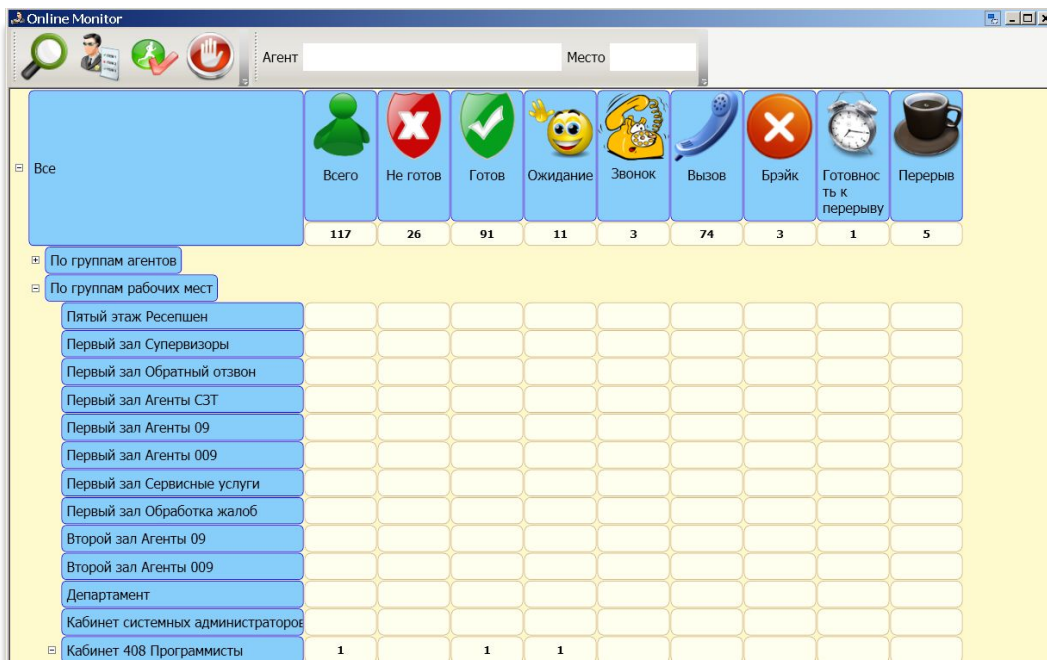 Online Monitor
Агент
Место
Все
Всего
Не готов
Готов
Ожидание
Звонок
Вызов
Брэйк
Готовнос
ть к
перерыву
Перерыв
117 26 91 11 3 74 3 1 5
По группам агентов
По группам рабочих мест
Пятый этаж Ресепшен
Первый зал Супервизоры
Первый зал Обратный отзвон
Первый зал Агенты СЗТ
Первый зал Агенты 09
Первый зал Агенты 009
Первый зал Сервисные услуги
Первый зал Обработка жалоб
Второй зал Агенты 09
Второй зал Агенты 009
Департамент
Кабинет системных администраторов
Кабинет 408 Программисты 1 1 1